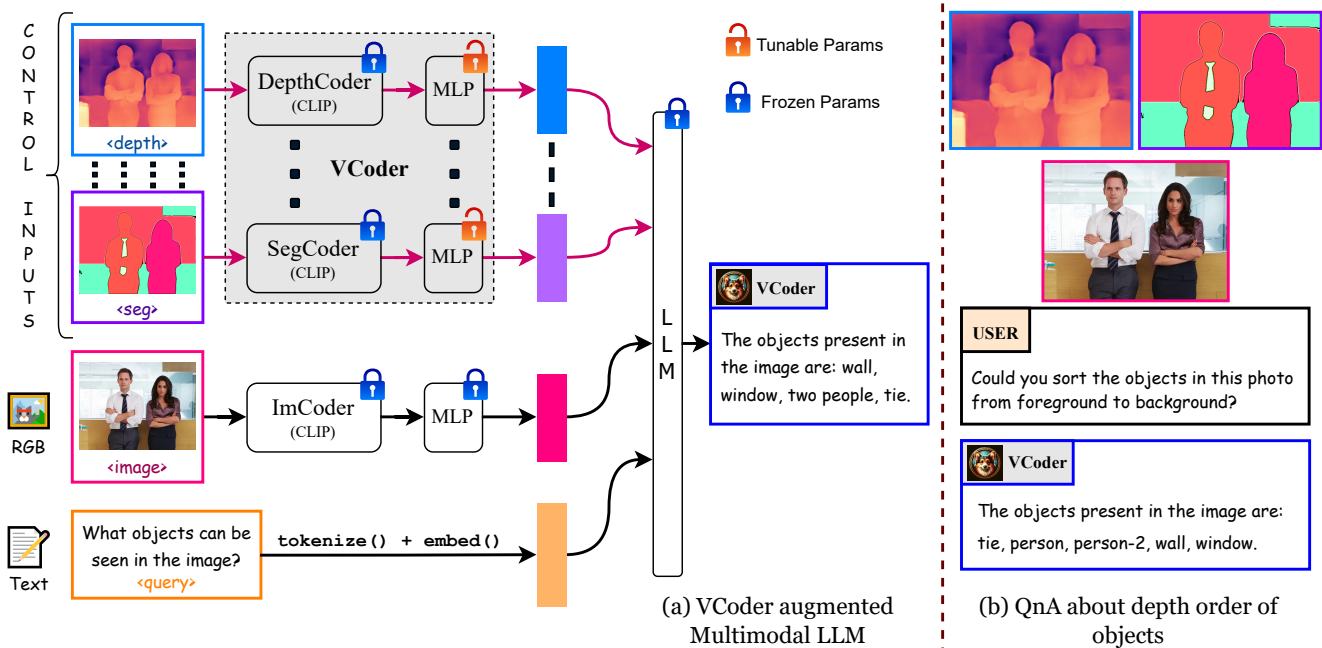 CONTROL
INPUTS
<depth>
<seg>
DepthCoder
(CLIP)
MLP
VCoder
SegCoder
(CLIP)
MLP
Tunable Params
Frozen Params
RGB
<image>
ImCoder
(CLIP)
MLP
Text
What objects can be
seen in the image?
<query>
tokenize() + embed()
LLM
VCoder
The objects present in
the image are: wall,
window, two people, tie.
(a) VCoder augmented
Multimodal LLM
USER
Could you sort the objects in this photo
from foreground to background?
VCoder
The objects present in the image are:
tie, person, person-2, wall, window.
(b) QnA about depth order of
objects